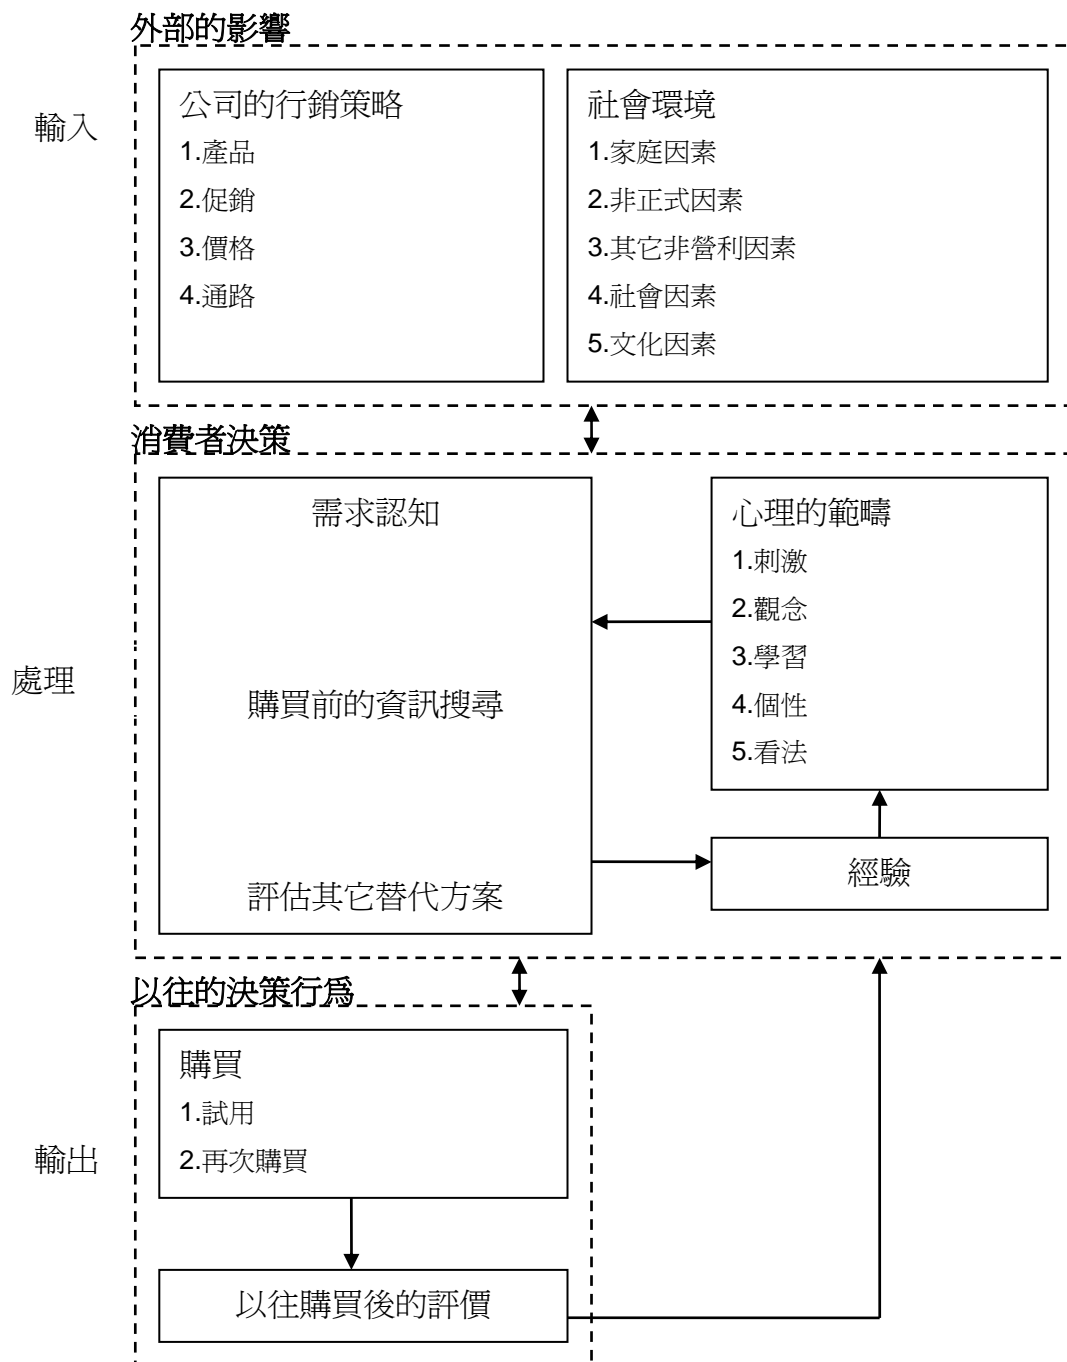 外部的影響
輸入
公司的行銷策略
1.產品
2.促銷
3.價格
4.通路
社會環境
1.家庭因素
2.非正式因素
3.其它非營利因素
4.社會因素
5.文化因素
消費者決策
處理
需求認知
購買前的資訊搜尋
評估其它替代方案
心理的範疇
1.刺激
2.觀念
3.學習
4.個性
5.看法
經驗
以往的決策行為
輸出
購買
1.試用
2.再次購買
以往購買後的評價